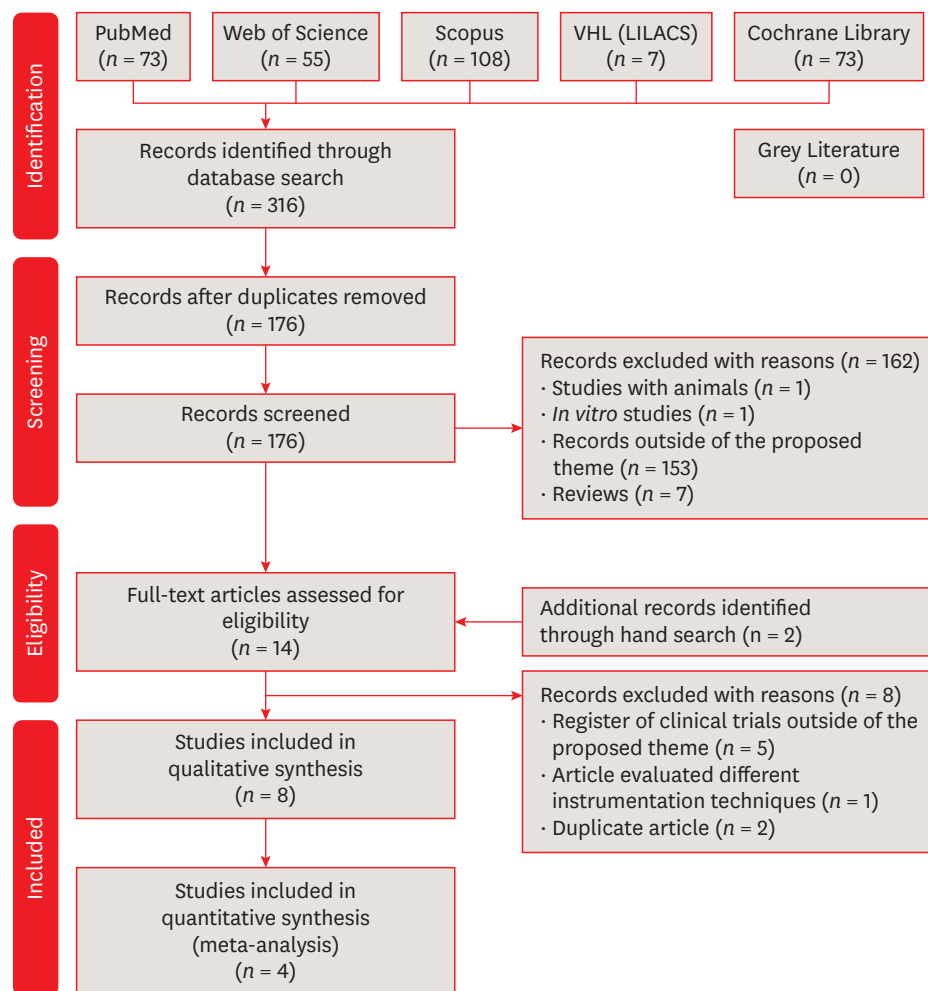 Identification
PubMed
(n = 73)
Web of Science
(n = 55)
Scopus
(n = 108)
VHL (LILACS)
(n = 7)
Cochrane Library
(n = 73)
Records identified through
database search
(n = 316)
Grey Literature
(n = 0)
Screening
Records after duplicates removed
(n = 176)
Records screened
(n = 176)
Records excluded with reasons (n = 162)
· Studies with animals (n = 1)
· In vitro studies (n = 1)
· Records outside of the proposed
theme (n = 153)
· Reviews (n = 7)
Eligibility
Full-text articles assessed for
eligibility
(n = 14)
Additional records identified
through hand search (n = 2)
Records excluded with reasons (n = 8)
· Register of clinical trials outside of the
proposed theme (n = 5)
· Article evaluated different
instrumentation techniques (n = 1)
· Duplicate article (n = 2)
Included
Studies included in
qualitative synthesis
(n = 8)
Studies included in
quantitative synthesis
(meta-analysis)
(n = 4)